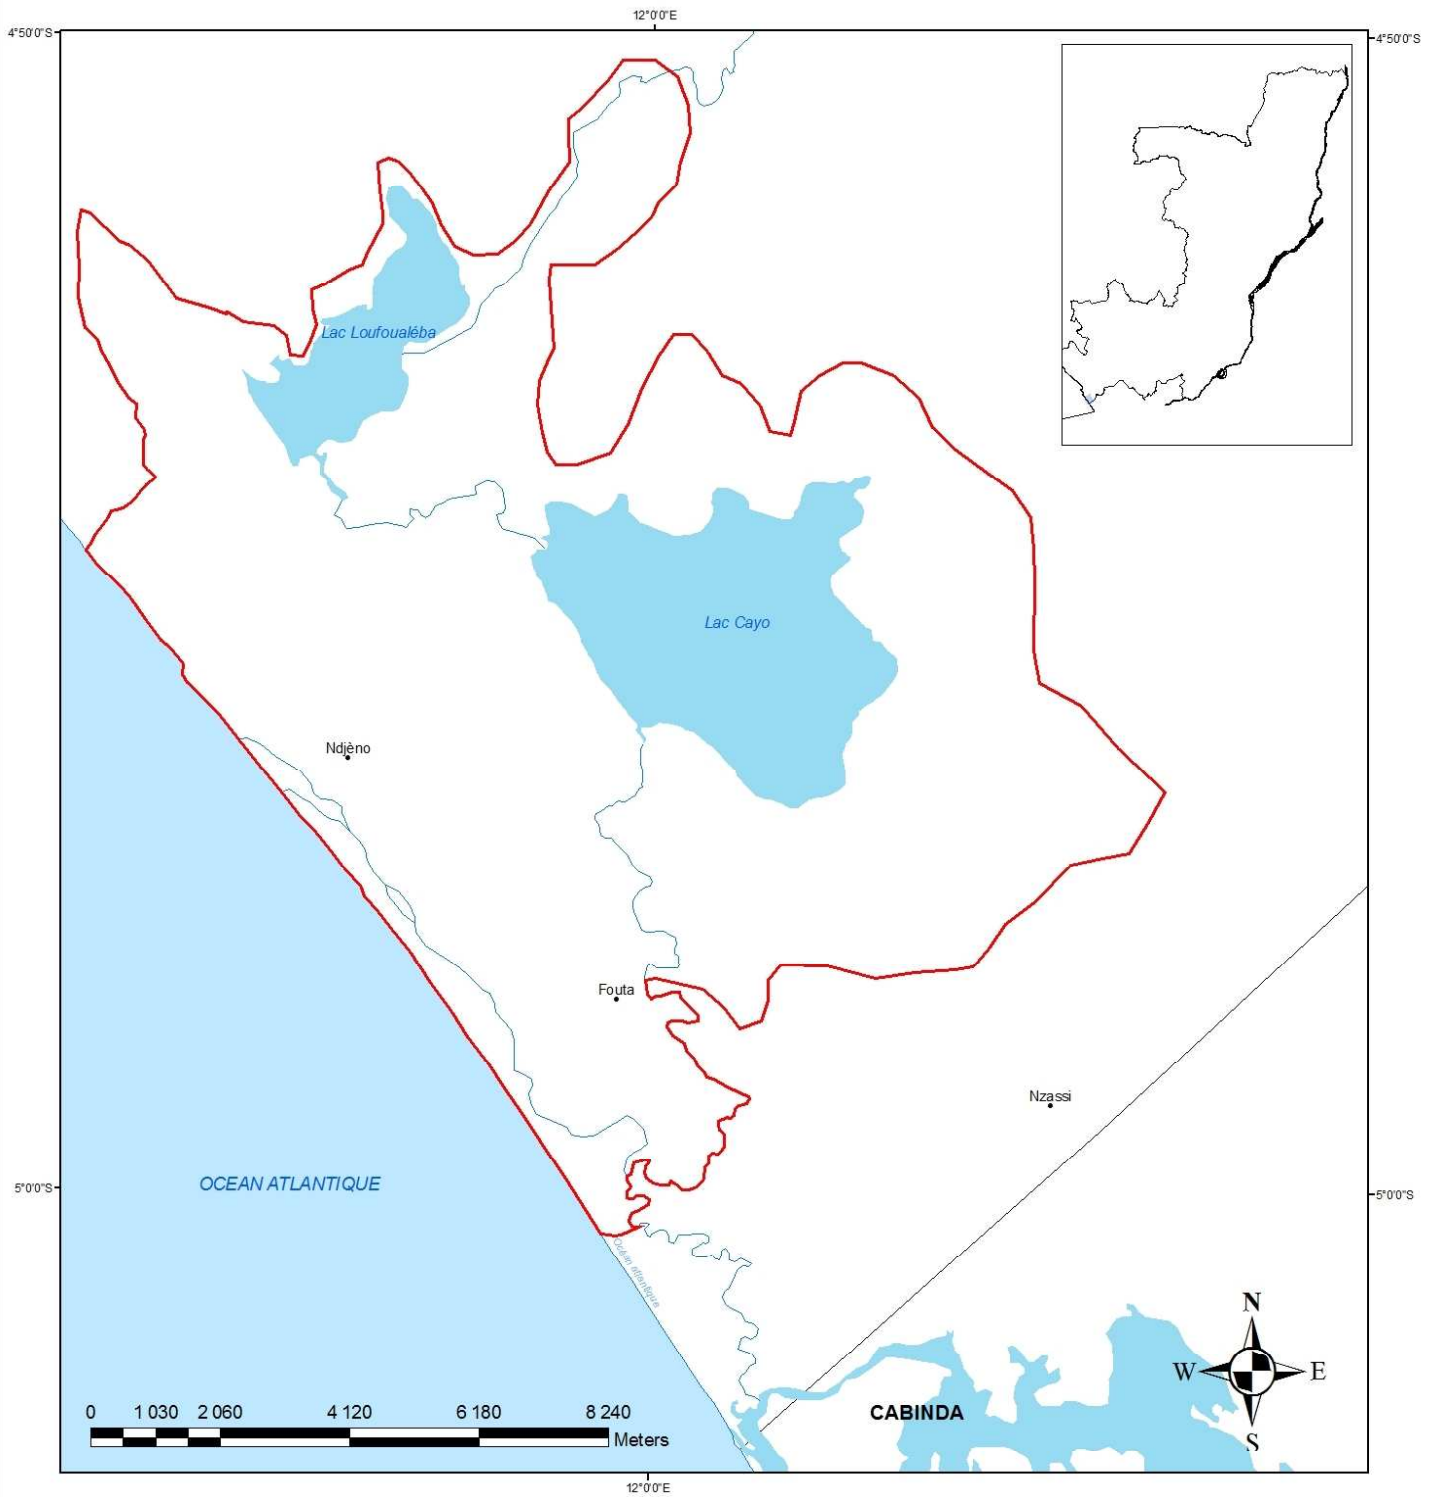 12°0'0"E
4°50'0"S
4°50'0"S
Lac Loufoualéba
Lac Cayo
Ndjèno
Fouta
Nzassi
OCEAN ATLANTIQUE
5°0'0"S
5°0'0"S
Océan atlantique
N
W E
S
CABINDA
0 1 030 2 060 4 120 6 180 8 240
Meters
12°0'0"E